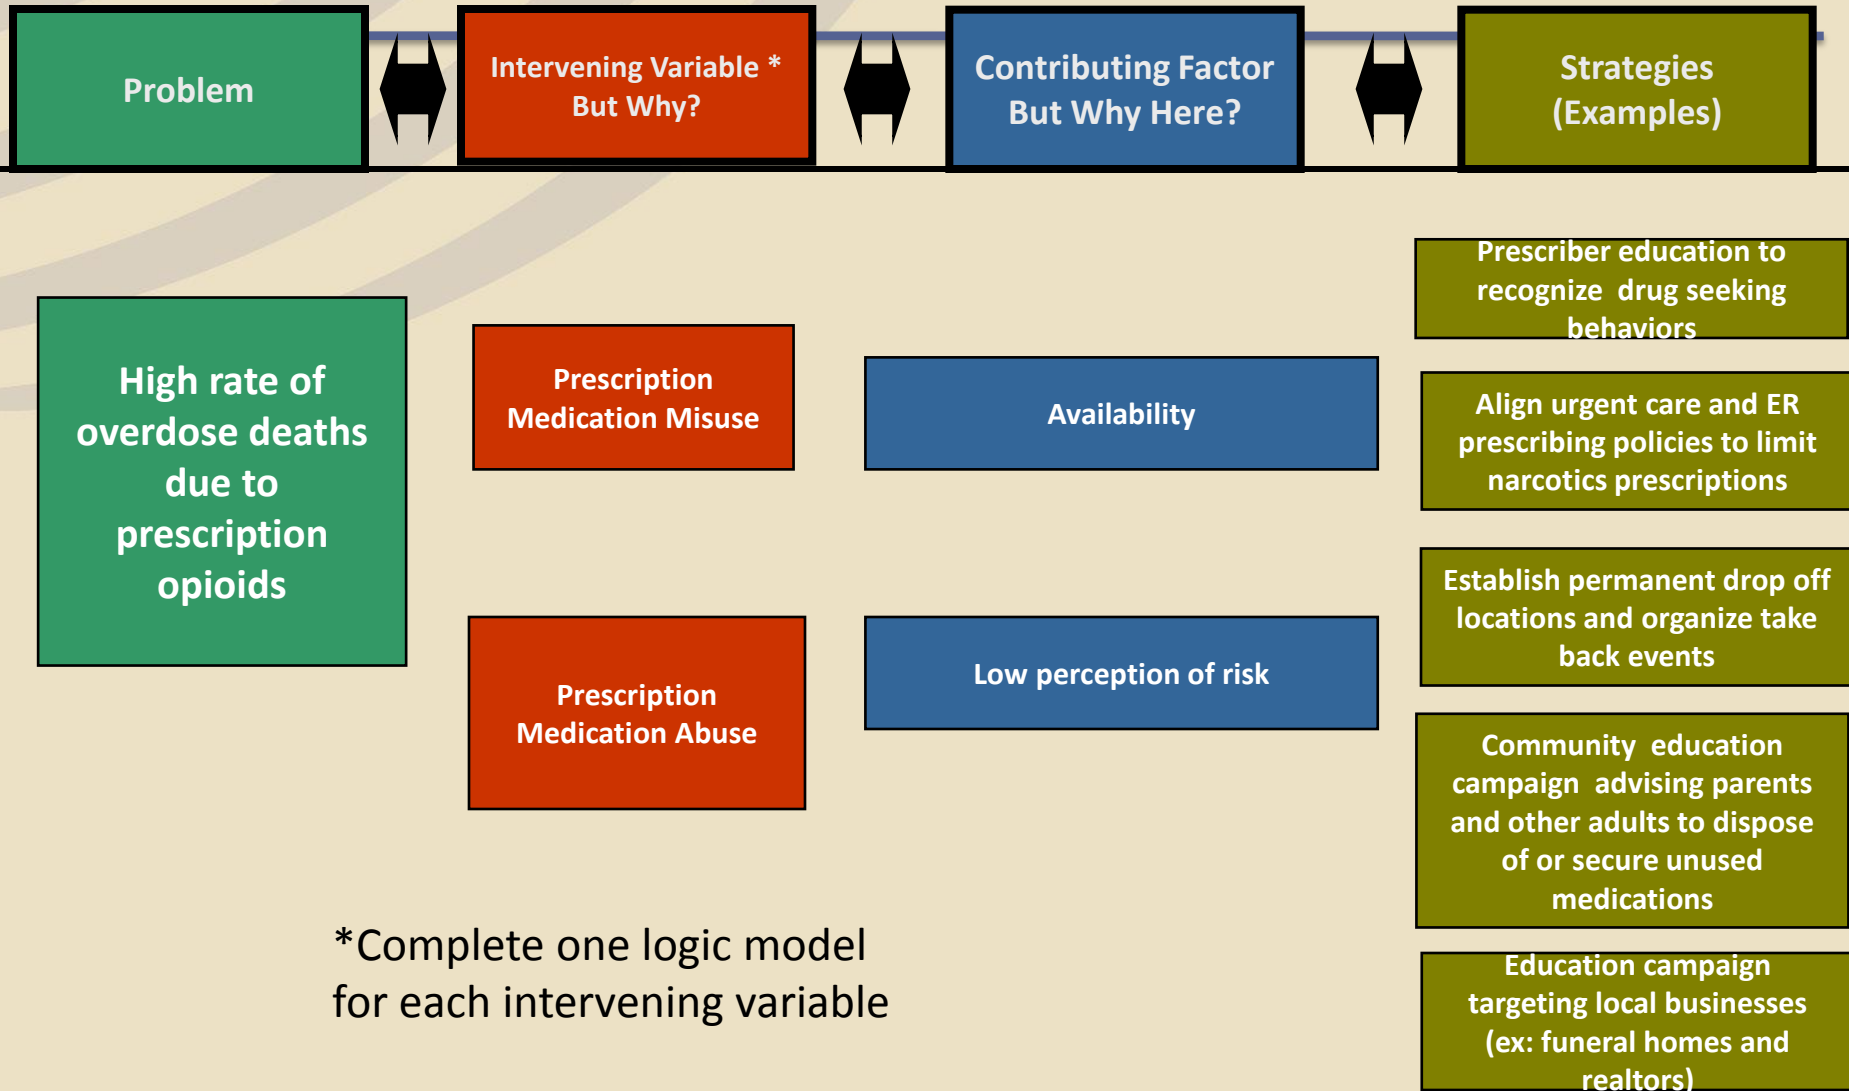 Problem
Intervening Variable *
But Why?
Contributing Factor
But Why Here?
Strategies
(Examples)
High rate of
overdose deaths
due to
prescription
opioids
Prescription
Medication Misuse
Prescription
Medication Abuse
Availability
Low perception of risk
Prescriber education to
recognize drug seeking
behaviors
Align urgent care and ER
prescribing policies to limit
narcotics prescriptions
Establish permanent drop off
locations and organize take
back events
Community education
campaign advising parents
and other adults to dispose
of or secure unused
medications
Education campaign
targeting local businesses
(ex: funeral homes and
realtors)
*Complete one logic model
for each intervening variable